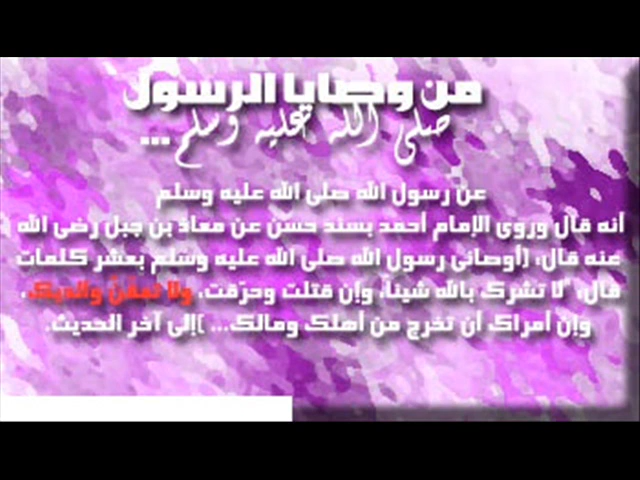 من وصايا الرسول
صلى الله عليه وسلم...
عن رسول الله صلى الله عليه وسلم
أنه قال وروى الإمام أحمد بسند حسن عن معاذ بن جبل رضى الله
عنه قال: (أوصانى رسول الله صلى الله عليه وسلم بعشر كلمات
قال: "لا تشرك بالله شيئاً، وإن قتلت وحرّقت، ولا تعقّنّ والديك،
وإن أمراك أن تخرج من أهلك ومالك... )إلى آخر الحديث.